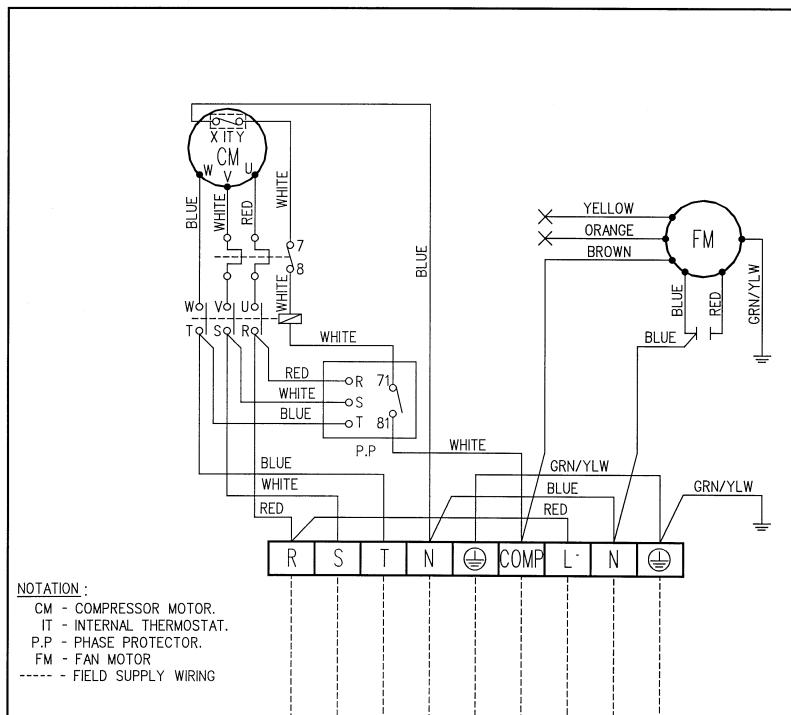 X IT Y
CM
W
V
U
BLUE
WHITE
RED
WHITE
7
8
BLUE
YELLOW
ORANGE
BROWN
FM
BLUE
RED
GRN/YLW
BLUE
WHITE
W V U
T S R
WHITE
RED
WHITE
BLUE
R 71
S
T 81
P.P
WHITE
BLUE
WHITE
RED
GRN/YLW
BLUE
RED
GRN/YLW
R S T N COMP L N
NOTATION :
CM - COMPRESSOR MOTOR.
IT - INTERNAL THERMOSTAT.
P.P - PHASE PROTECTOR.
FM - FAN MOTOR
----- - FIELD SUPPLY WIRING